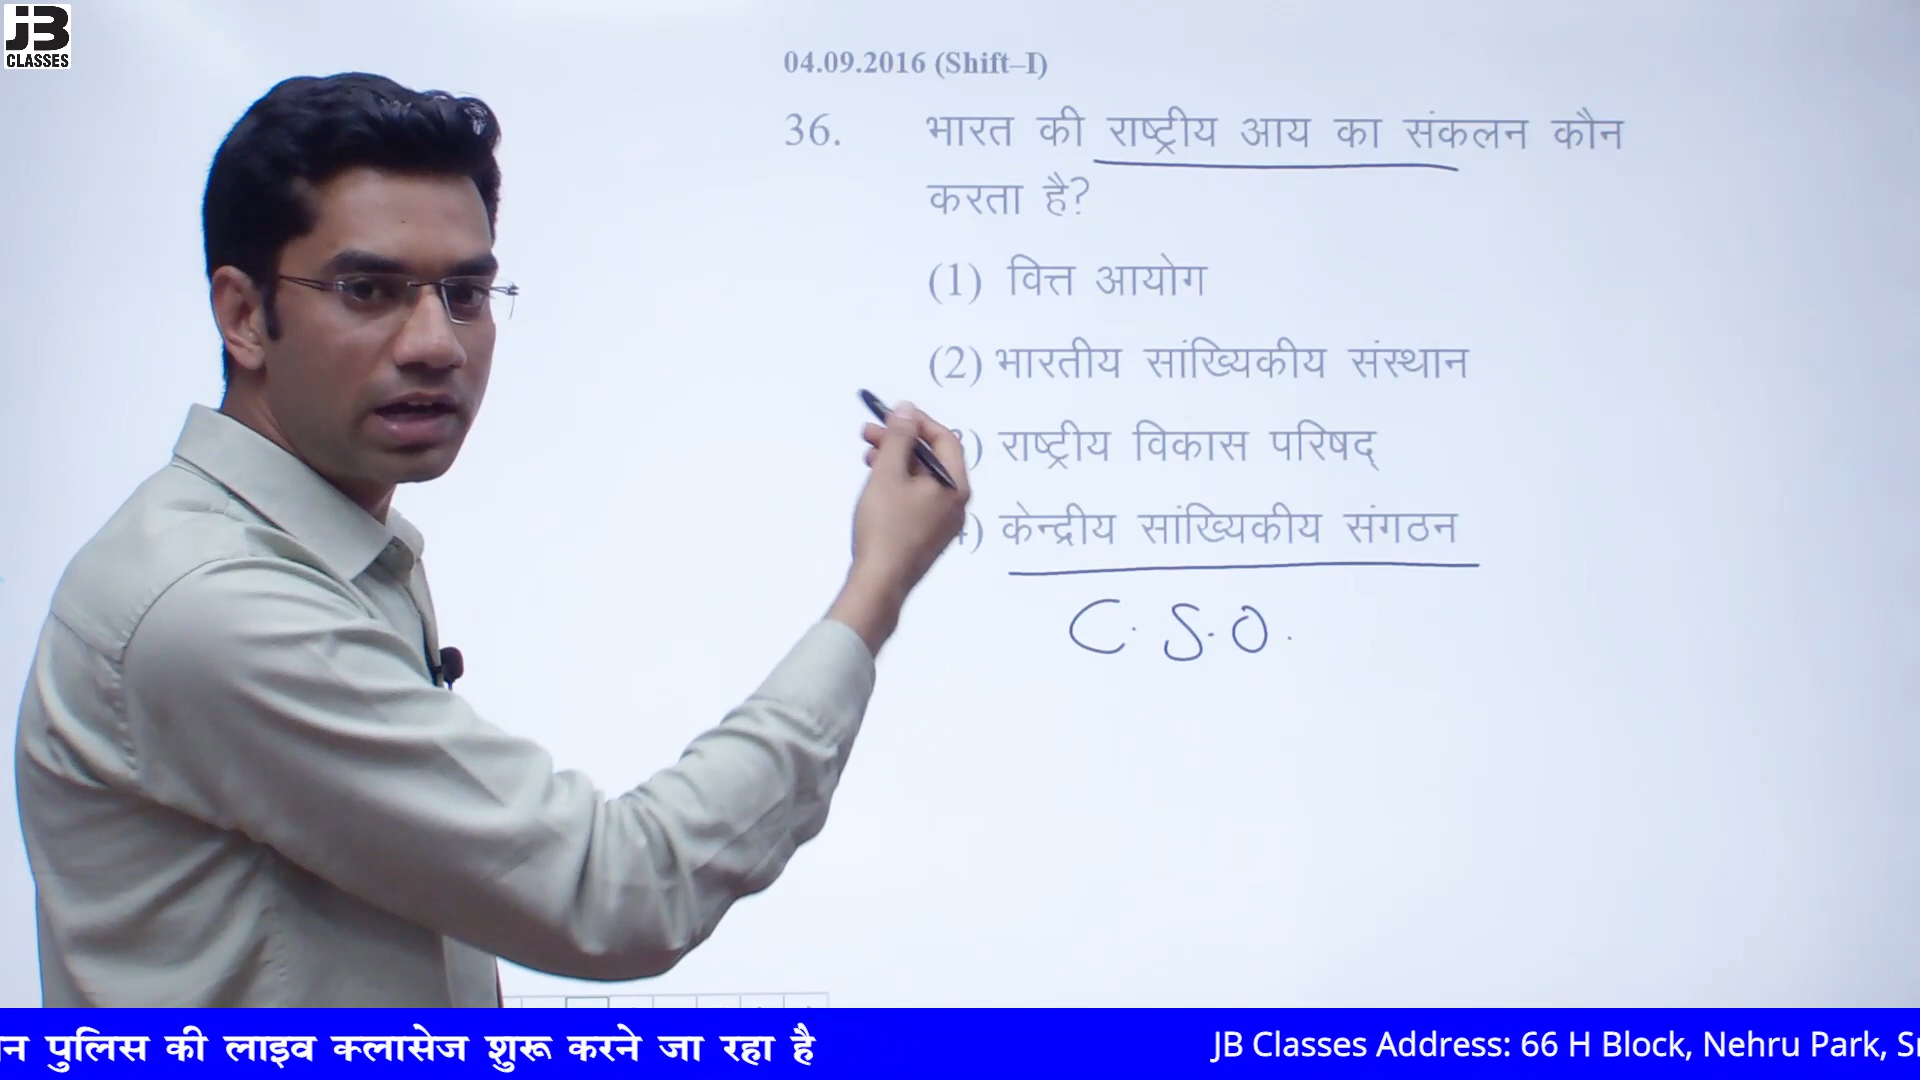 JB
CLASSES
04.09.2016 (Shift–I)
36. भारत की राष्ट्रीय आय का संकलन कौन
करता है?
(1) वित्त आयोग
(2) भारतीय सांख्यिकीय संस्थान
) राष्ट्रीय विकास परिषद्
) केन्द्रीय सांख्यिकीय संगठन
C. S. O.
पुलिस की लाइव क्लासेज शुरू करने जा रहा है
JB Classes Address: 66 H Block, Nehru Park,